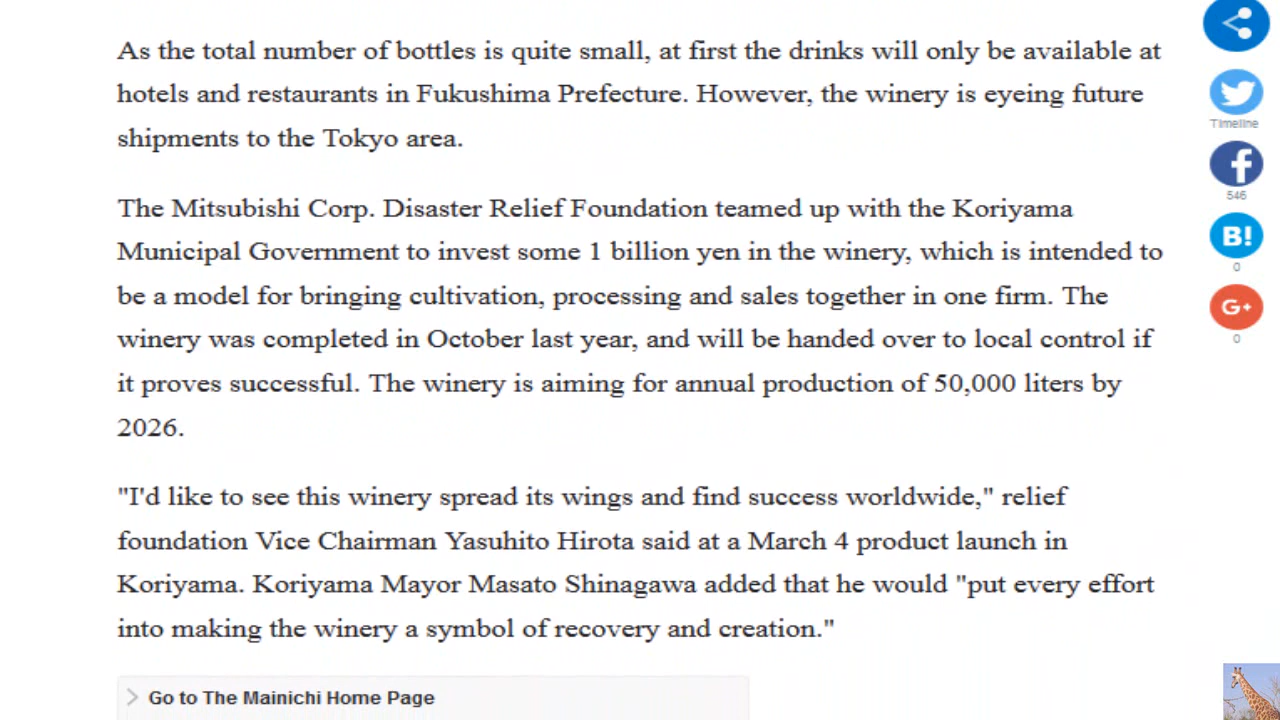 As the total number of bottles is quite small, at first the drinks will only be available at
hotels and restaurants in Fukushima Prefecture. However, the winery is eyeing future
shipments to the Tokyo area.
The Mitsubishi Corp. Disaster Relief Foundation teamed up with the Koriyama
Municipal Government to invest some 1 billion yen in the winery, which is intended to
be a model for bringing cultivation, processing and sales together in one firm. The
winery was completed in October last year, and will be handed over to local control if
it proves successful. The winery is aiming for annual production of 50,000 liters by
2026.
"I'd like to see this winery spread its wings and find success worldwide," relief
foundation Vice Chairman Yasuhito Hirota said at a March 4 product launch in
Koriyama. Koriyama Mayor Masato Shinagawa added that he would "put every effort
into making the winery a symbol of recovery and creation."
Go to The Mainichi Home Page
Timeline
f
546
B!
0
G+
0